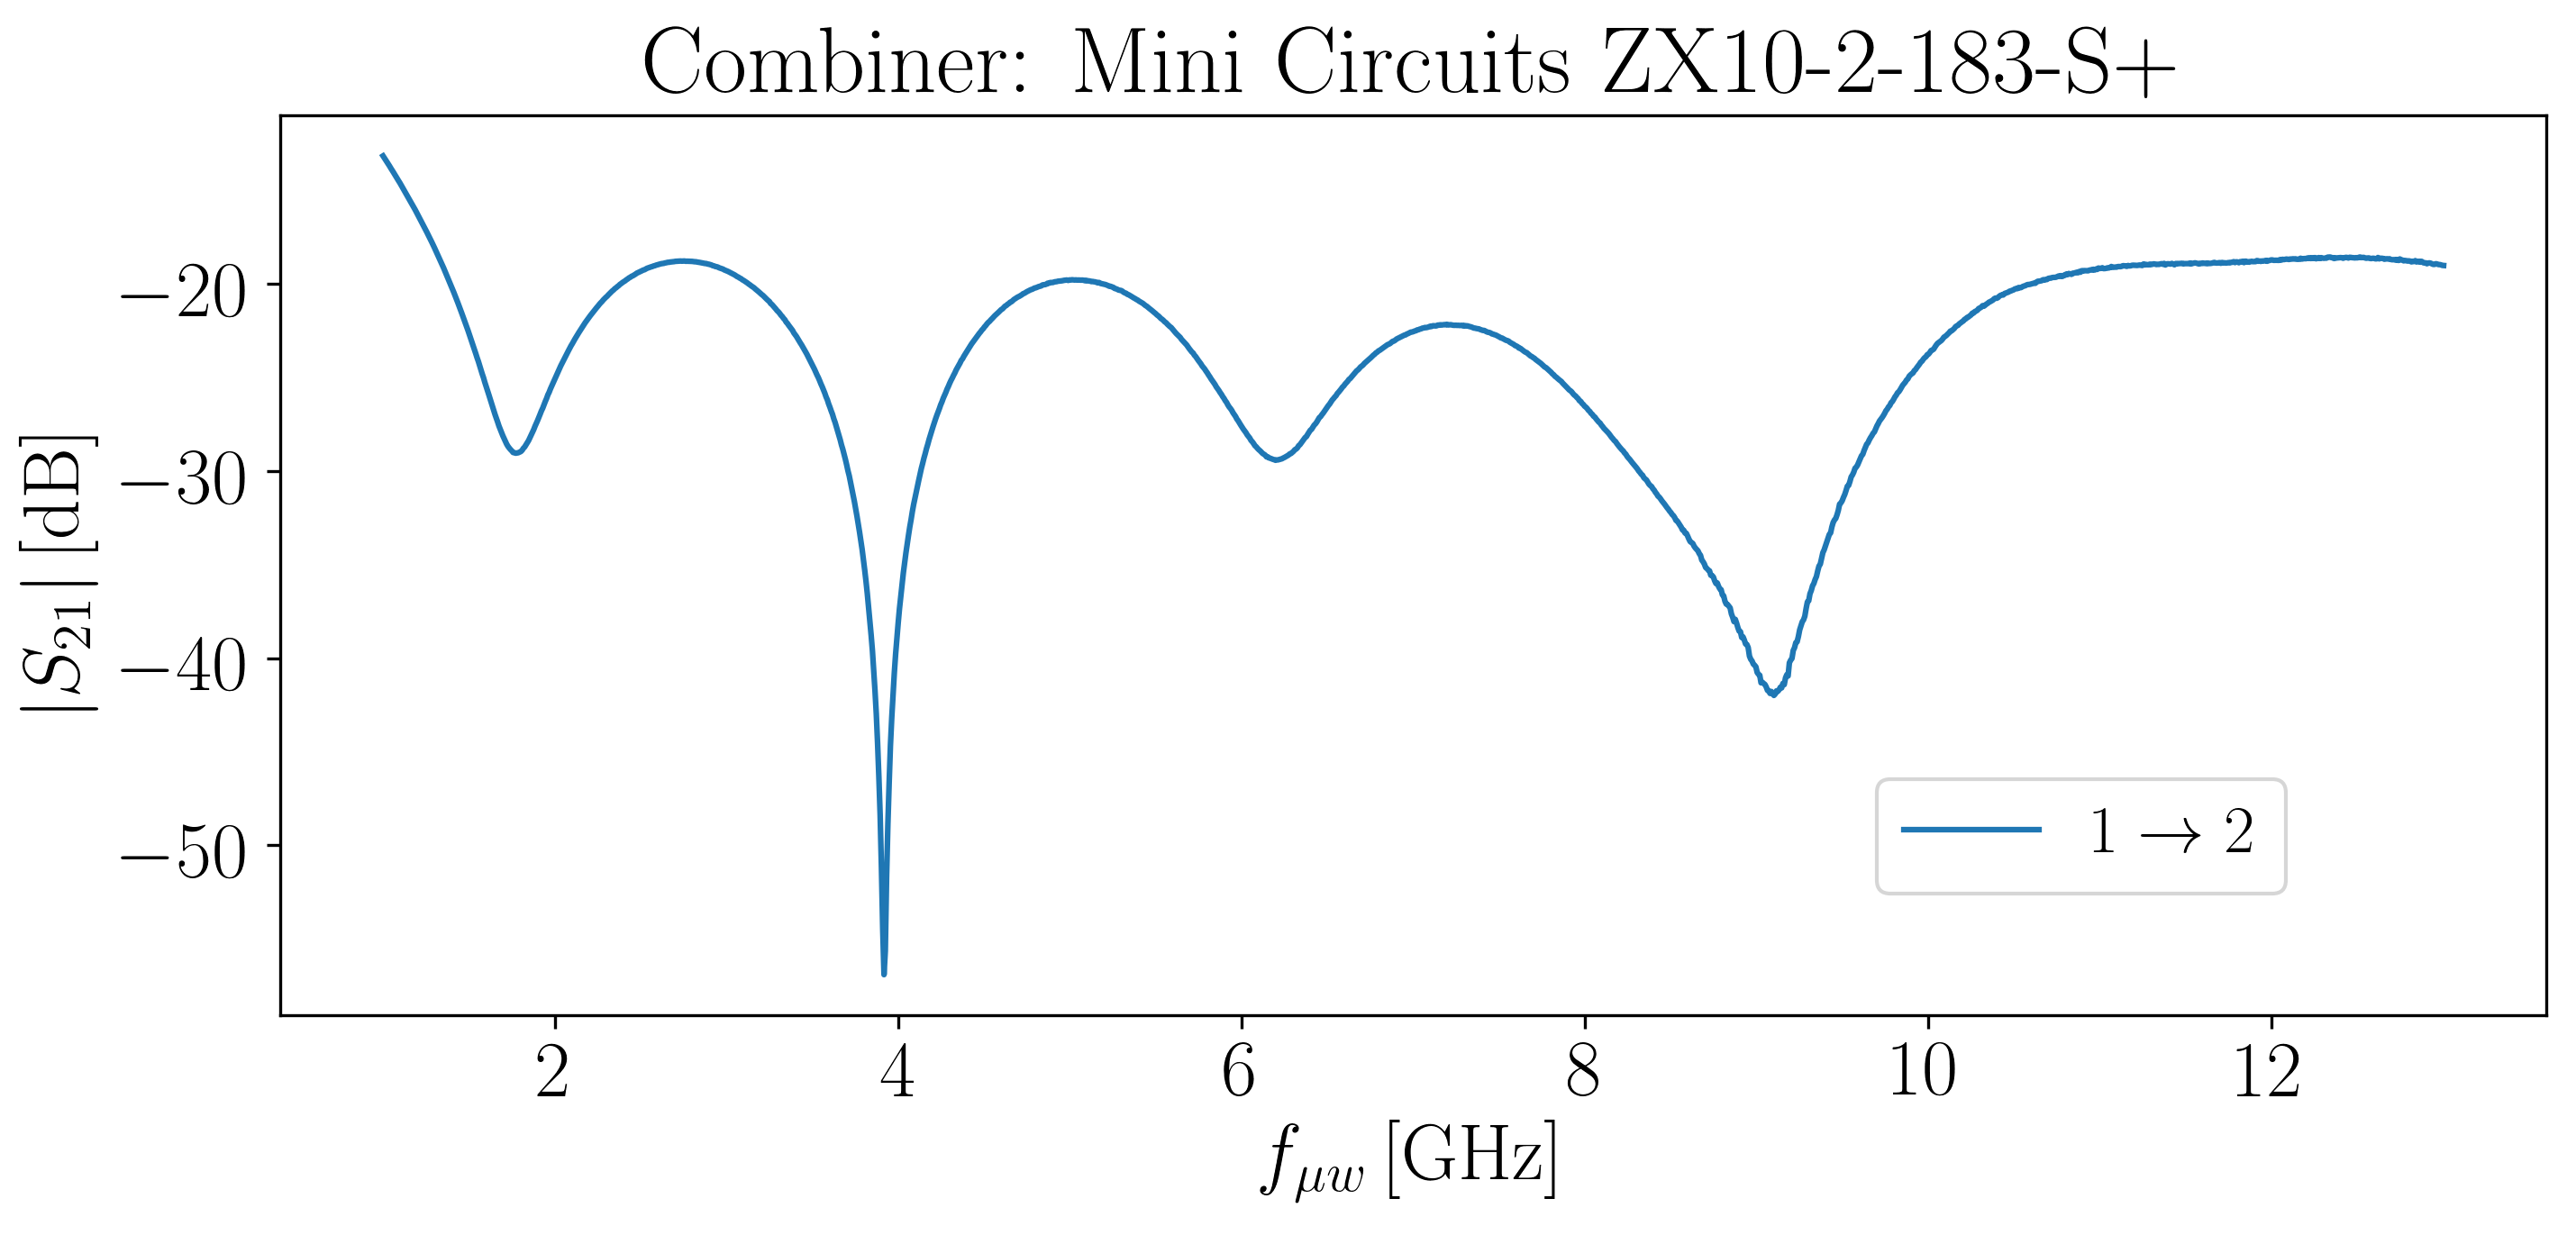 Combiner: Mini Circuits ZX10-2-183-S+
|S₂₁| [dB]
−20
−30
−40
−50
1 → 2
2 4 6 8 10 12
f_μw [GHz]